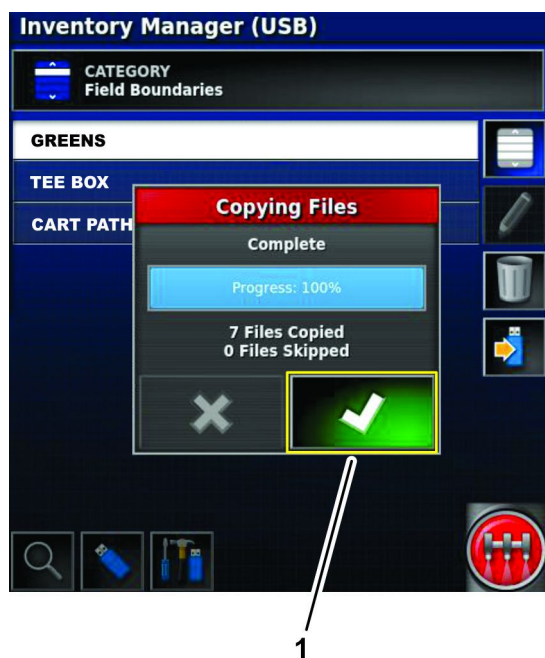 Inventory Manager (USB)
CATEGORY
Field Boundaries
GREENS
TEE BOX
CART PATH
Copying Files
Complete
Progress: 100%
7 Files Copied
0 Files Skipped
1